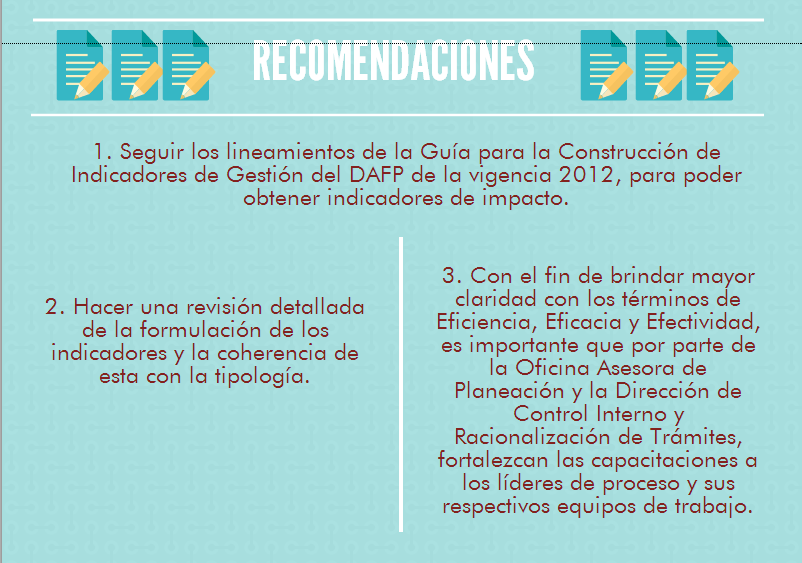 RECOMENDACIONES
1. Seguir los lineamientos de la Guía para la Construcción de
Indicadores de Gestión del DAFP de la vigencia 2012, para poder
obtener indicadores de impacto.
2. Hacer una revisión detallada
de la formulación de los
indicadores y la coherencia de
esta con la tipología.
3. Con el fin de brindar mayor
claridad con los términos de
Eficiencia, Eficacia y Efectividad,
es importante que por parte de
la Oficina Asesora de
Planeación y la Dirección de
Control Interno y
Racionalización de Trámites,
fortalezcan las capacitaciones a
los líderes de proceso y sus
respectivos equipos de trabajo.